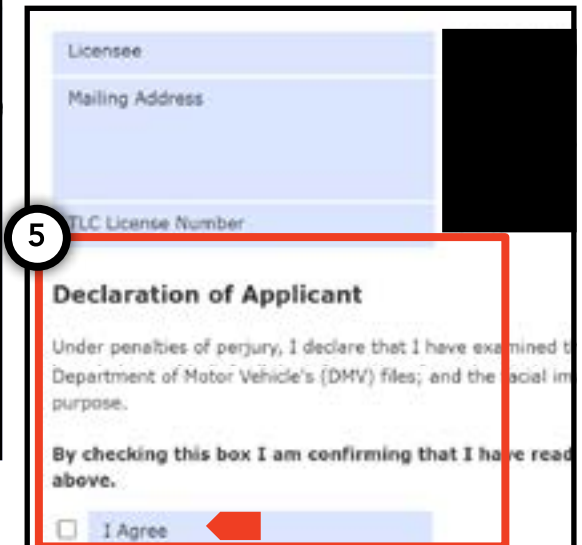 Licensee
Mailing Address
TLC License Number
5
Declaration of Applicant
Under penalties of perjury, I declare that I have examined t
Department of Motor Vehicle's (DMV) files; and the facial im
purpose.
By checking this box I am confirming that I have read
above.
I Agree